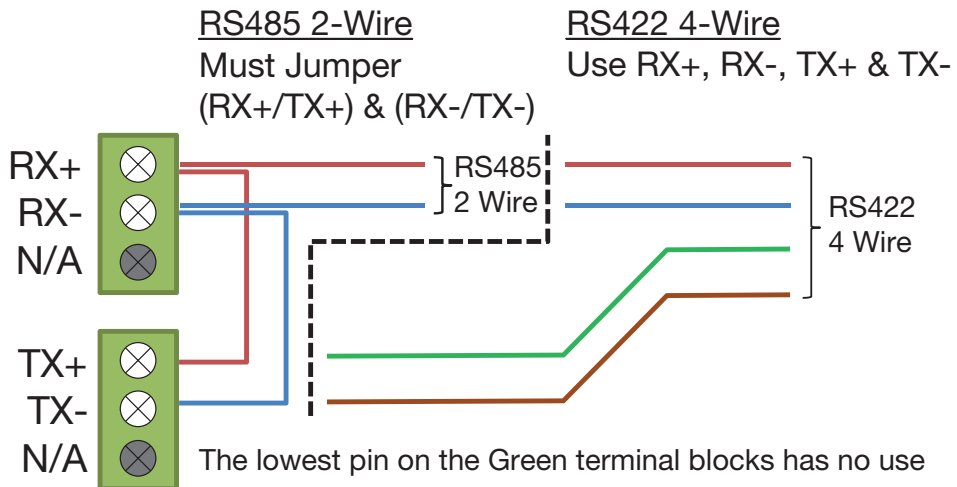 RS485 2-Wire
Must Jumper
(RX+/TX+) & (RX-/TX-)
RS422 4-Wire
Use RX+, RX-, TX+ & TX-
RX+
RX-
N/A
RS485
2 Wire
RS422
4 Wire
TX+
TX-
N/A
The lowest pin on the Green terminal blocks has no use